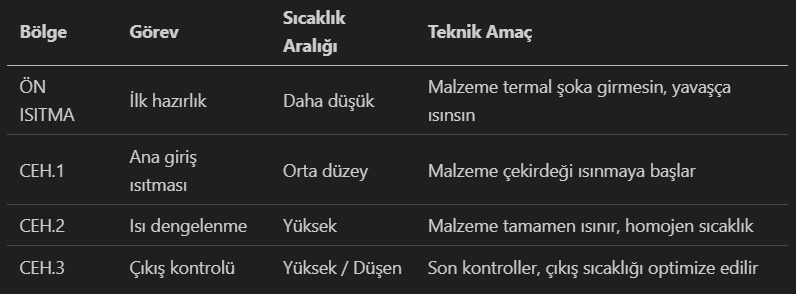 Bölge Görev Sıcaklık Aralığı Teknik Amaç
ÖN ISITMA İlk hazırlık Daha düşük Malzeme termal şoka girmesin, yavaşça ısınsın
CEH.1 Ana giriş ısıtması Orta düzey Malzeme çekirdeği ısınmaya başlar
CEH.2 Isı dengelenme Yüksek Malzeme tamamen ısınır, homojen sıcaklık
CEH.3 Çıkış kontrolü Yüksek / Düşen Son kontroller, çıkış sıcaklığı optimize edilir